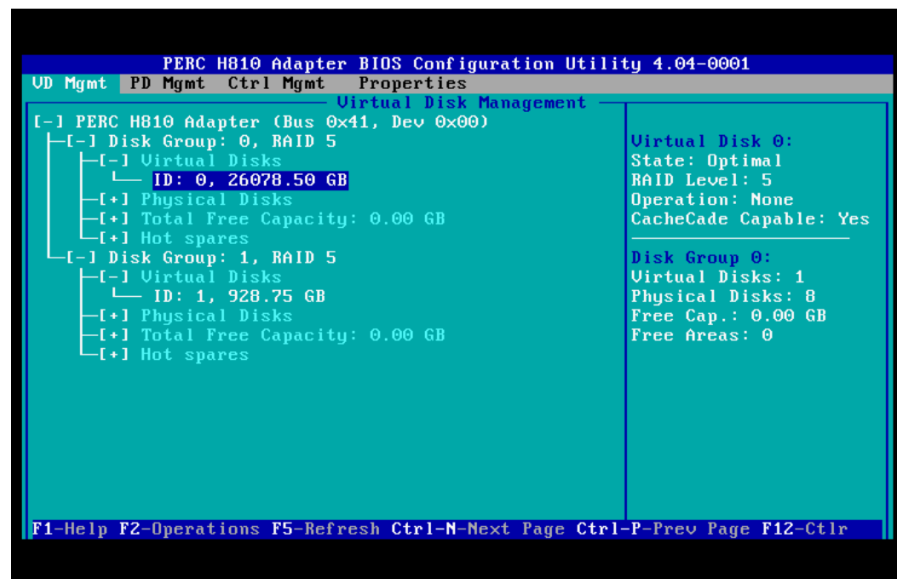 PERC H810 Adapter BIOS Configuration Utility 4.04-0001
VD Mgmt PD Mgmt Ctrl Mgmt Properties
Virtual Disk Management
[-] PERC H810 Adapter (Bus 0x41, Dev 0x00)
[-] Disk Group: 0, RAID 5
[-] Virtual Disks
ID: 0, 26078.50 GB
[+] Physical Disks
[+] Total Free Capacity: 0.00 GB
[+] Hot spares
[-] Disk Group: 1, RAID 5
[-] Virtual Disks
ID: 1, 928.75 GB
[+] Physical Disks
[+] Total Free Capacity: 0.00 GB
[+] Hot spares
Virtual Disk 0:
State: Optimal
RAID Level: 5
Operation: None
CacheCade Capable: Yes
Disk Group 0:
Virtual Disks: 1
Physical Disks: 8
Free Cap.: 0.00 GB
Free Areas: 0
F1-Help F2-Operations F5-Refresh Ctrl-N-Next Page Ctrl-P-Prev Page F12-Ctlr